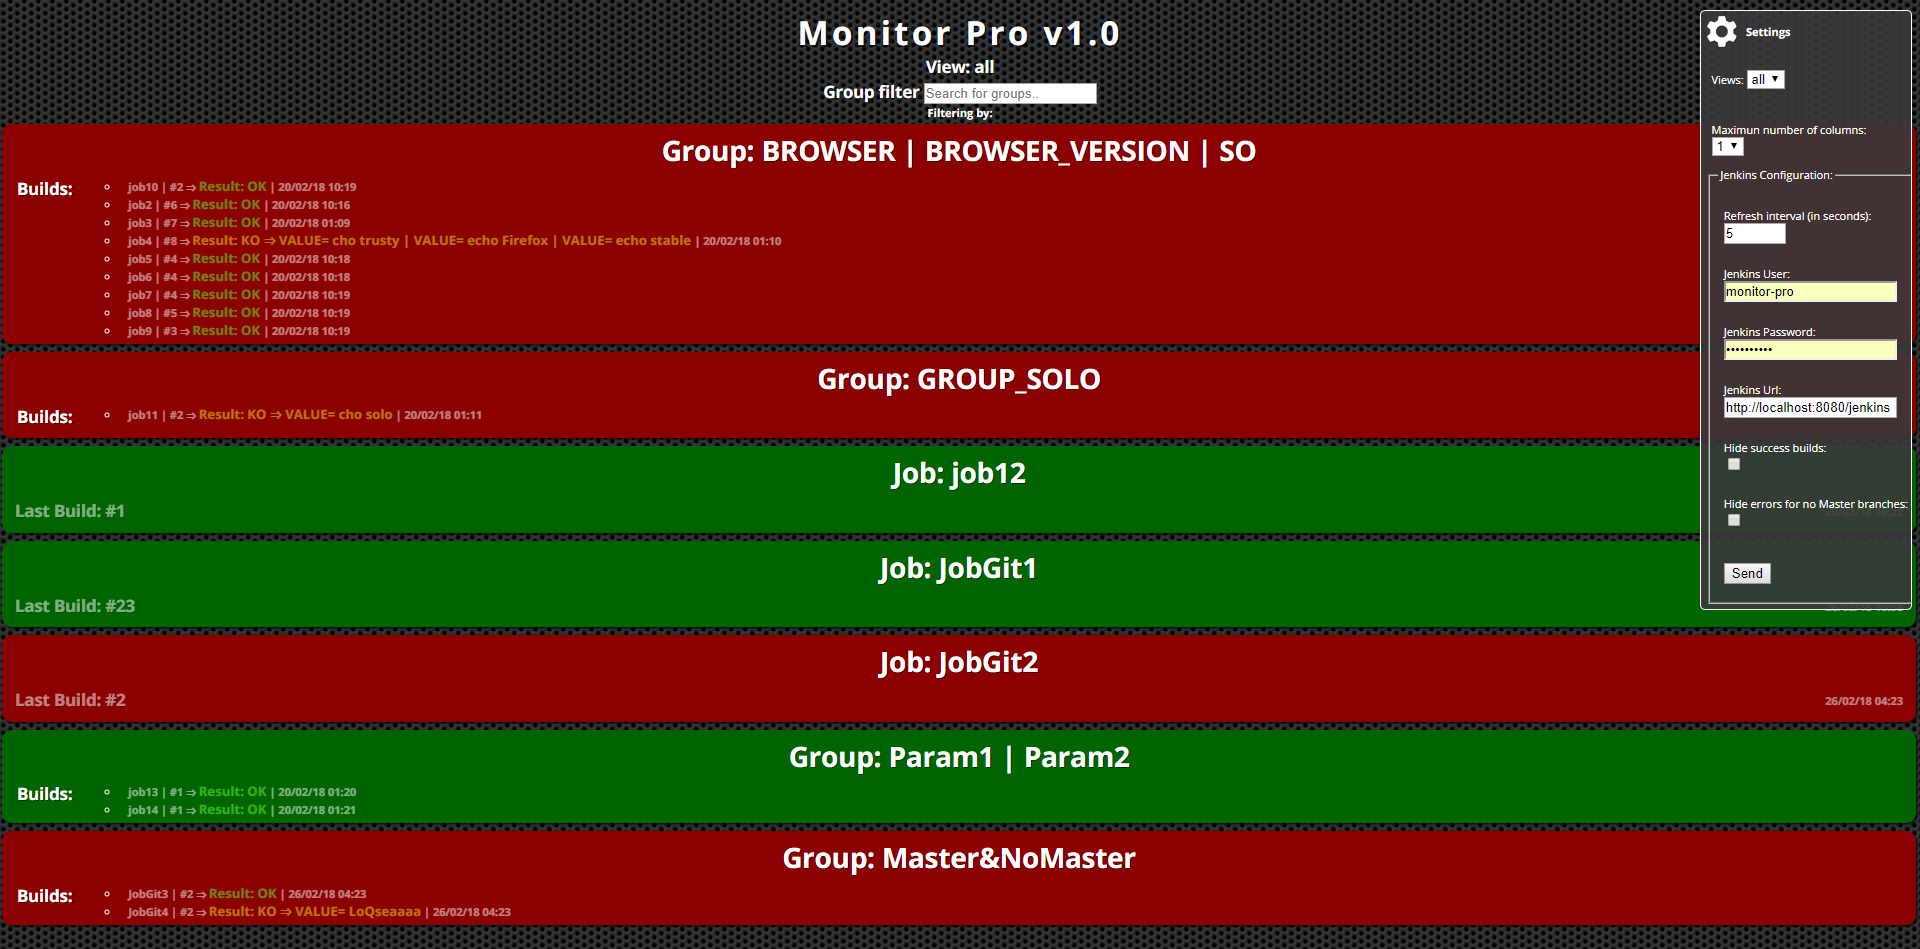 Monitor Pro v1.0
View: all
Group filter Search for groups..
Filtering by:
Group: BROWSER | BROWSER_VERSION | SO
Builds:
job10 | #2 ⇒ Result: OK | 20/02/18 10:19
job2 | #6 ⇒ Result: OK | 20/02/18 10:16
job3 | #7 ⇒ Result: OK | 20/02/18 01:09
job4 | #8 ⇒ Result: KO ⇒ VALUE= cho trusty | VALUE= echo Firefox | VALUE= echo stable | 20/02/18 01:10
job5 | #4 ⇒ Result: OK | 20/02/18 10:18
job6 | #4 ⇒ Result: OK | 20/02/18 10:18
job7 | #4 ⇒ Result: OK | 20/02/18 10:19
job8 | #5 ⇒ Result: OK | 20/02/18 10:19
job9 | #3 ⇒ Result: OK | 20/02/18 10:19
Group: GROUP_SOLO
Builds:
job11 | #2 ⇒ Result: KO ⇒ VALUE= cho solo | 20/02/18 01:11
Job: job12
Last Build: #1
Job: JobGit1
Last Build: #23
Job: JobGit2
Last Build: #2
26/02/18 04:23
Group: Param1 | Param2
Builds:
job13 | #1 ⇒ Result: OK | 20/02/18 01:20
job14 | #1 ⇒ Result: OK | 20/02/18 01:21
Group: Master&NoMaster
Builds:
JobGit3 | #2 ⇒ Result: OK | 26/02/18 04:23
JobGit4 | #2 ⇒ Result: KO ⇒ VALUE= LoQseaaaa | 26/02/18 04:23
Settings
Views: all
Maximun number of columns:
1
Jenkins Configuration:
Refresh interval (in seconds):
5
Jenkins User:
monitor-pro
Jenkins Password:
••••••••••
Jenkins Url:
http://localhost:8080/jenkins
Hide success builds:
Hide errors for no Master branches:
Send